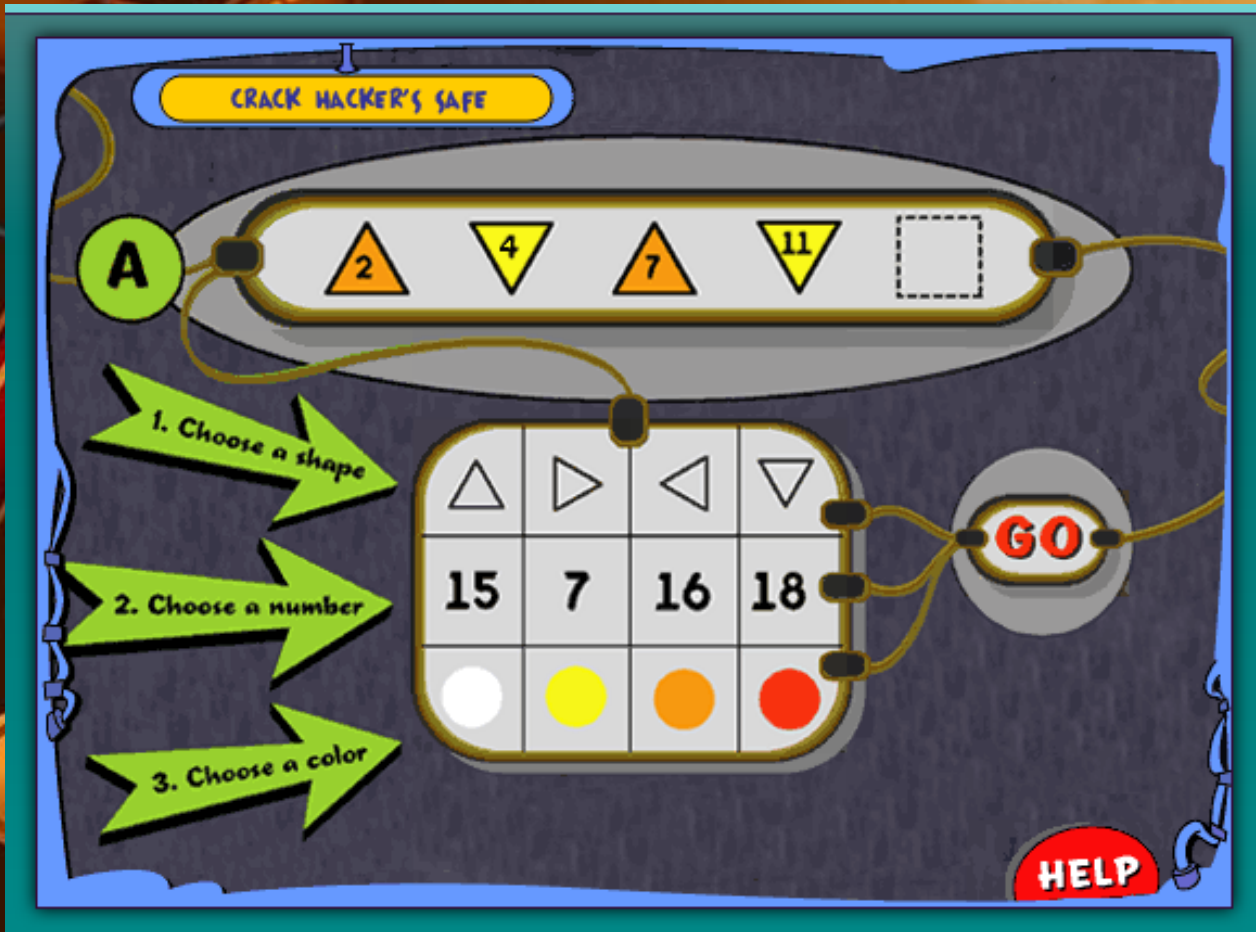 CRACK HACKER'S SAFE
A
2 4 7 11
1. Choose a shape
2. Choose a number
3. Choose a color
15 7 16 18
GO
HELP